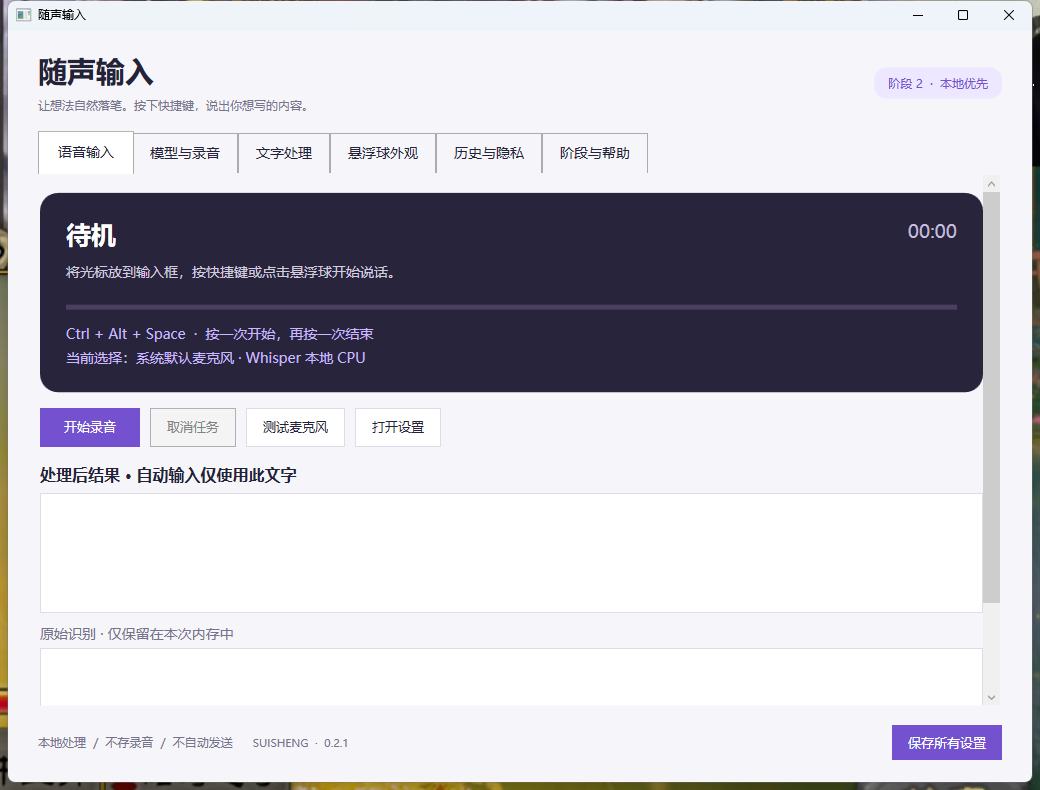 随声输入
随声输入
让想法自然落笔。按下快捷键，说出你想写的内容。
阶段 2 · 本地优先
语音输入 模型与录音 文字处理 悬浮球外观 历史与隐私 阶段与帮助
待机
00:00
将光标放到输入框，按快捷键或点击悬浮球开始说话。
Ctrl + Alt + Space · 按一次开始，再按一次结束
当前选择：系统默认麦克风 · Whisper 本地 CPU
开始录音 取消任务 测试麦克风 打开设置
处理后结果 • 自动输入仅使用此文字
原始识别 · 仅保留在本次内存中
本地处理 / 不存录音 / 不自动发送 SUISHENG · 0.2.1
保存所有设置